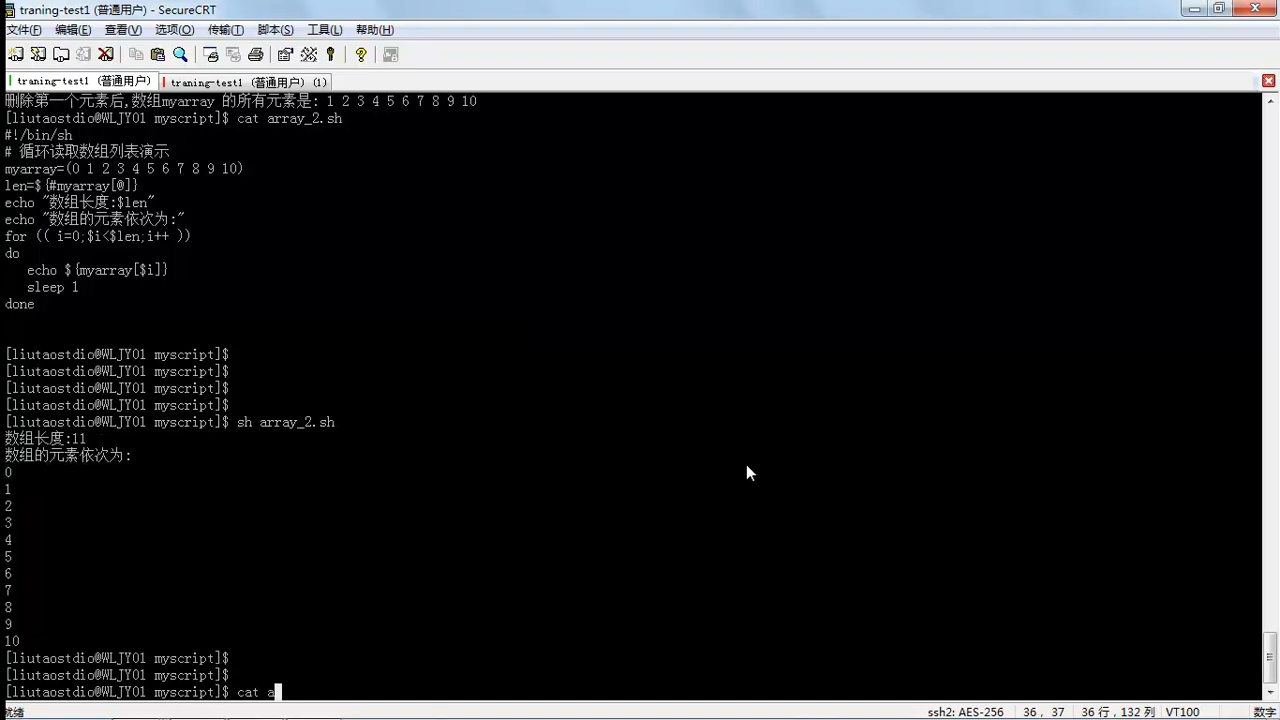 traning-test1 (普通用户) - SecureCRT
文件(F) 编辑(E) 查看(V) 选项(O) 传输(T) 脚本(S) 工具(L) 帮助(H)
traning-test1 (普通用户) traning-test1 (普通用户) (1)
删除第一个元素后,数组myarray 的所有元素是: 1 2 3 4 5 6 7 8 9 10
[liutaostdio@WLJY01 myscript]$ cat array_2.sh
#!/bin/sh
# 循环读取数组列表演示
myarray=(0 1 2 3 4 5 6 7 8 9 10)
len=${#myarray[@]}
echo "数组长度:$len"
echo "数组的元素依次为:"
for (( i=0;$i<$len;i++ ))
do
echo ${myarray[$i]}
sleep 1
done
[liutaostdio@WLJY01 myscript]$
[liutaostdio@WLJY01 myscript]$
[liutaostdio@WLJY01 myscript]$
[liutaostdio@WLJY01 myscript]$
[liutaostdio@WLJY01 myscript]$ sh array_2.sh
数组长度:11
数组的元素依次为:
0
1
2
3
4
5
6
7
8
9
10
[liutaostdio@WLJY01 myscript]$
[liutaostdio@WLJY01 myscript]$
[liutaostdio@WLJY01 myscript]$ cat a
就绪 ssh2: AES-256 36, 37 36 行, 132 列 VT100 数字